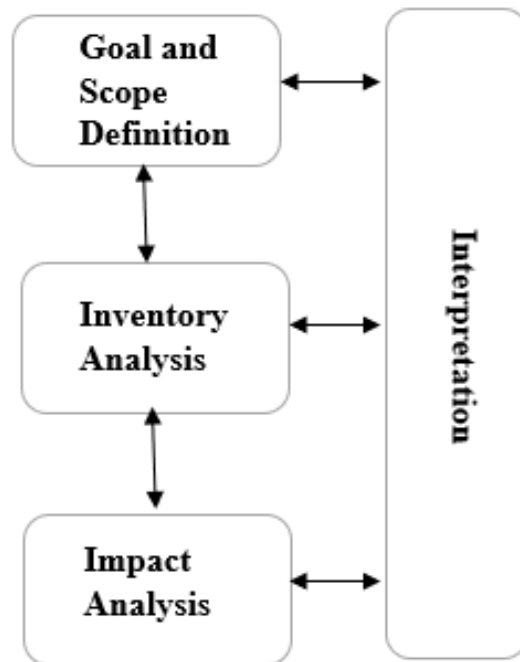 Goal and
Scope
Definition
Inventory
Analysis
Impact
Analysis
Interpretation